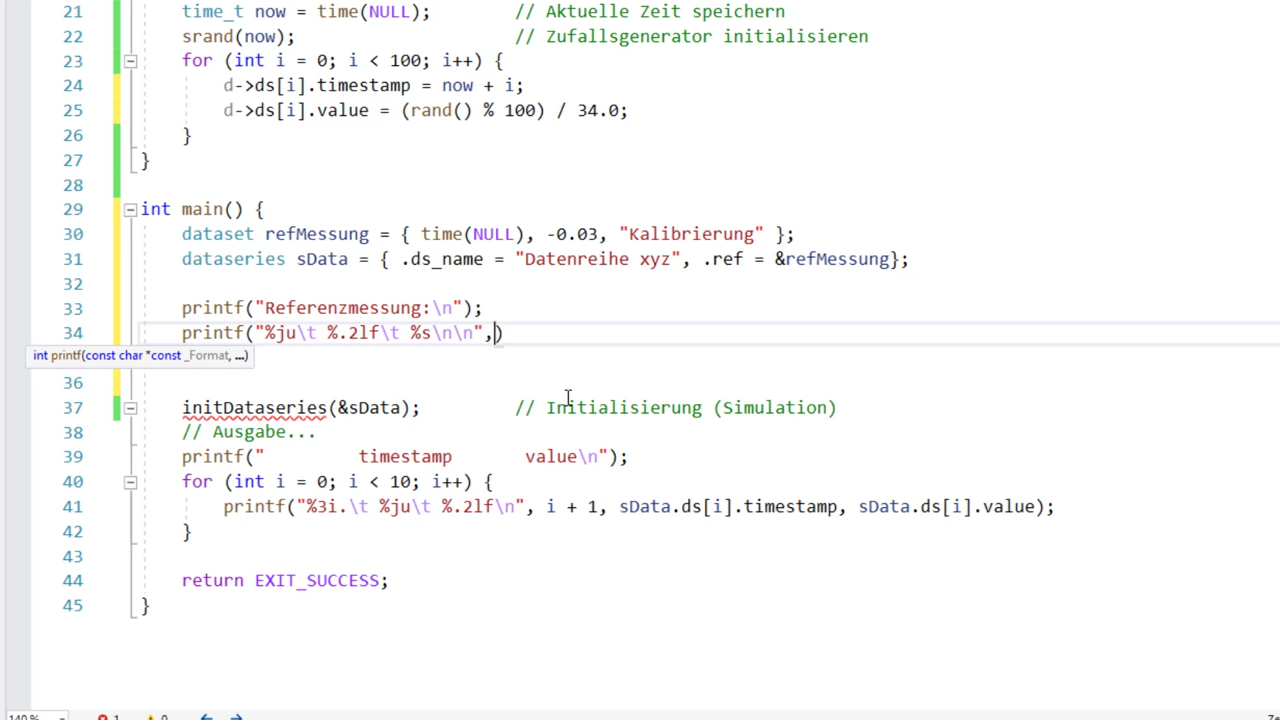 21 time_t now = time(NULL); // Aktuelle Zeit speichern
22 srand(now); // Zufallsgenerator initialisieren
23 for (int i = 0; i < 100; i++) {
24 d->ds[i].timestamp = now + i;
25 d->ds[i].value = (rand() % 100) / 34.0;
26 }
27 }
28
29 int main() {
30 dataset refMessung = { time(NULL), -0.03, "Kalibrierung" };
31 dataseries sData = { .ds_name = "Datenreihe xyz", .ref = &refMessung};
32
33 printf("Referenzmessung:\n");
34 printf("%ju\t %.2lf\t %s\n\n",)
int printf(const char *const _Format, ...)
36
37 initDataseries(&sData); // Initialisierung (Simulation)
38 // Ausgabe...
39 printf(" timestamp value\n");
40 for (int i = 0; i < 10; i++) {
41 printf("%3i.\t %ju\t %.2lf\n", i + 1, sData.ds[i].timestamp, sData.ds[i].value);
42 }
43
44 return EXIT_SUCCESS;
45 }
140 % 1 0